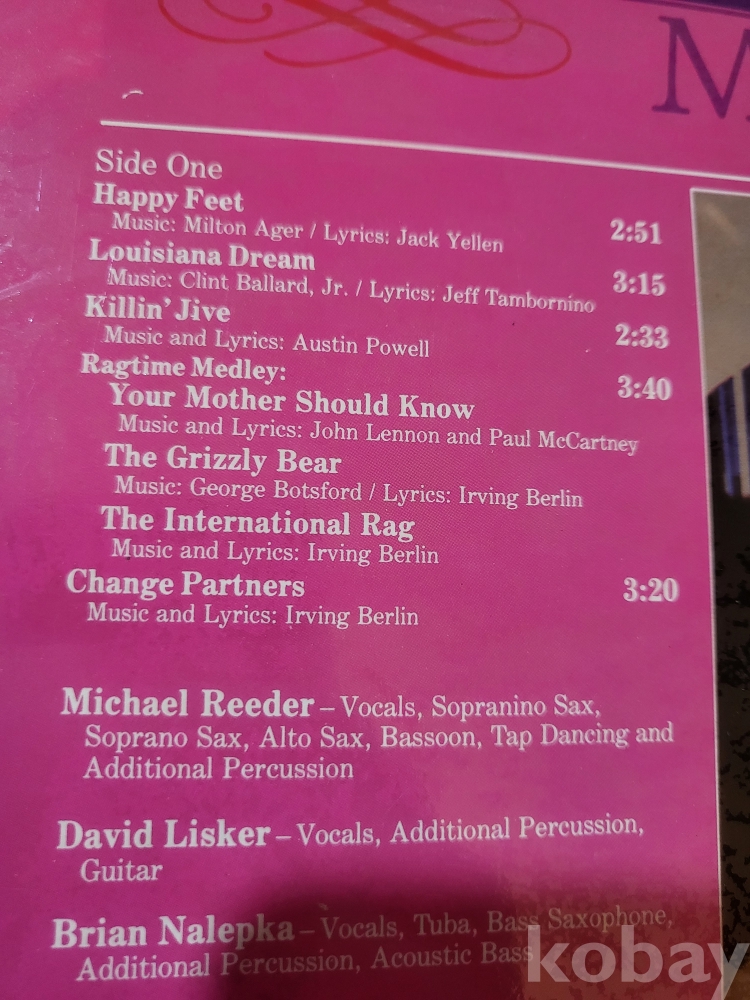 M
Side One
Happy Feet 2:51
Music: Milton Ager / Lyrics: Jack Yellen
Louisiana Dream 3:15
Music: Clint Ballard, Jr. / Lyrics: Jeff Tambornino
Killin' Jive 2:33
Music and Lyrics: Austin Powell
Ragtime Medley: 3:40
Your Mother Should Know
Music and Lyrics: John Lennon and Paul McCartney
The Grizzly Bear
Music: George Botsford / Lyrics: Irving Berlin
The International Rag
Music and Lyrics: Irving Berlin
Change Partners 3:20
Music and Lyrics: Irving Berlin
Michael Reeder – Vocals, Sopranino Sax,
Soprano Sax, Alto Sax, Bassoon, Tap Dancing and
Additional Percussion
David Lisker – Vocals, Additional Percussion,
Guitar
Brian Nalepka – Vocals, Tuba, Bass Saxophone,
Additional Percussion, Acoustic Bass
kobay